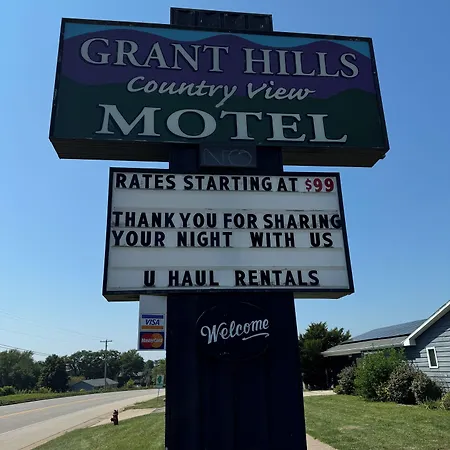 GRANT HILLS
Country View
MOTEL
RATES STARTING AT $99
THANK YOU FOR SHARING
YOUR NIGHT WITH US
U HAUL RENTALS
VISA
MasterCard
Welcome